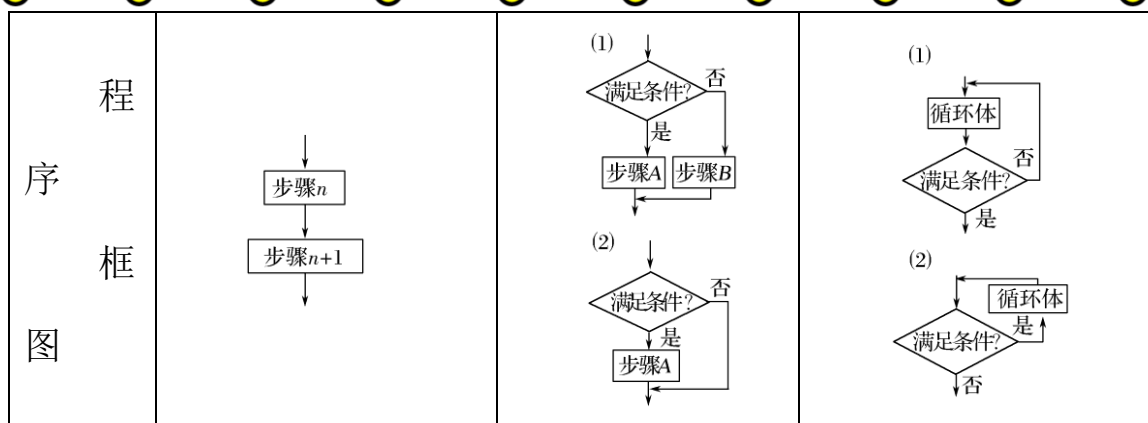 程
序
框
图
步骤n
步骤n+1
(1)
满足条件?
否
是
步骤A
步骤B
(2)
满足条件?
否
是
步骤A
(1)
循环体
满足条件?
否
是
(2)
循环体
满足条件?
是
否